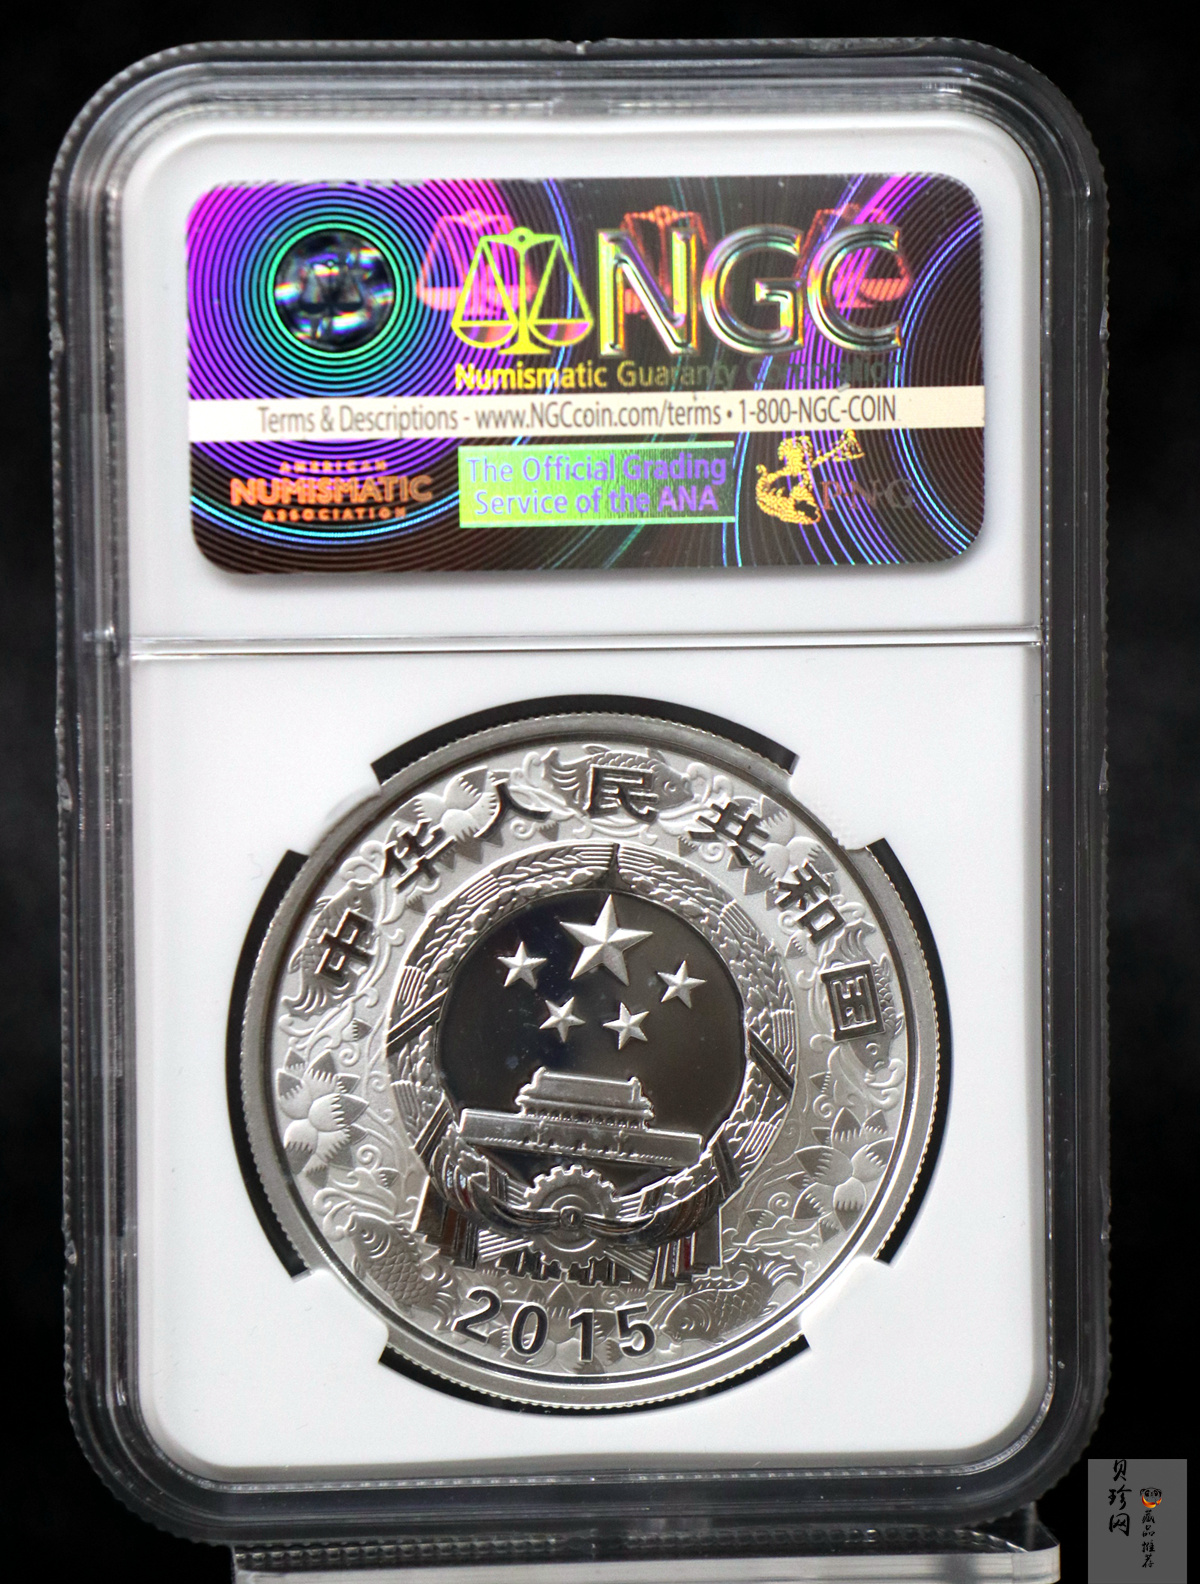 NGC
Numismatic Guaranty Corporation
Terms & Descriptions - www.NGCcoin.com/terms • 1-800-NGC-COIN
AMERICAN
NUMISMATIC
ASSOCIATION
The Official Grading
Service of the ANA
PNG
中华人民共和国
2015
贝珍网
藏品推荐